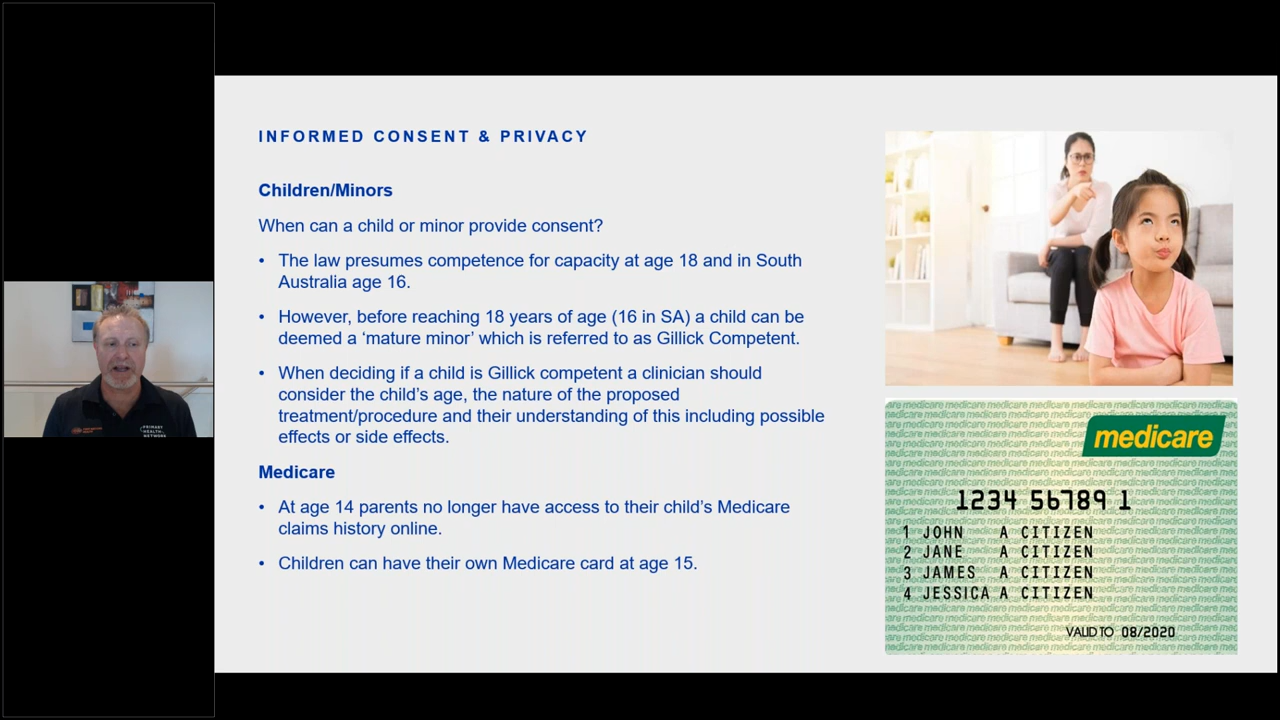 INFORMED CONSENT & PRIVACY
Children/Minors
When can a child or minor provide consent?
• The law presumes competence for capacity at age 18 and in South
Australia age 16.
• However, before reaching 18 years of age (16 in SA) a child can be
deemed a ‘mature minor’ which is referred to as Gillick Competent.
• When deciding if a child is Gillick competent a clinician should
consider the child’s age, the nature of the proposed
treatment/procedure and their understanding of this including possible
effects or side effects.
Medicare
• At age 14 parents no longer have access to their child’s Medicare
claims history online.
• Children can have their own Medicare card at age 15.
medicare
1234 56789 1
1 JOHN A CITIZEN
2 JANE A CITIZEN
3 JAMES A CITIZEN
4 JESSICA A CITIZEN
VALID TO 08/2020
PRIMARY
HEALTH
NETWORK